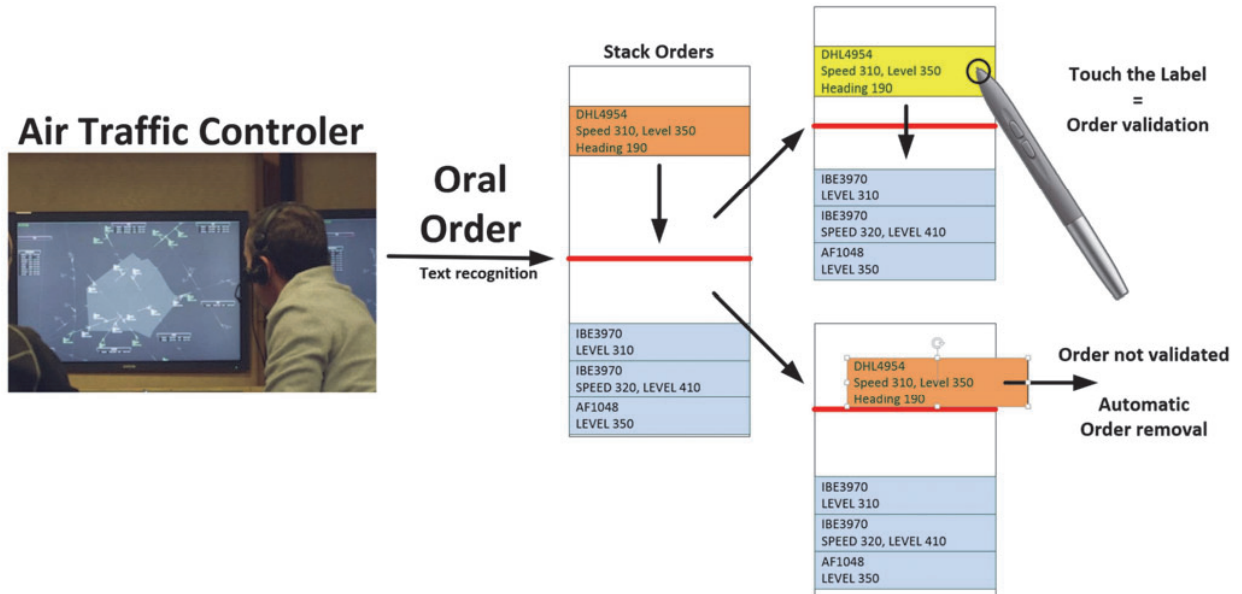 Air Traffic Controler
Oral
Order
Text recognition
Stack Orders
DHL4954
Speed 310, Level 350
Heading 190
IBE3970
LEVEL 310
IBE3970
SPEED 320, LEVEL 410
AF1048
LEVEL 350
DHL4954
Speed 310, Level 350
Heading 190
IBE3970
LEVEL 310
IBE3970
SPEED 320, LEVEL 410
AF1048
LEVEL 350
Touch the Label
=
Order validation
DHL4954
Speed 310, Level 350
Heading 190
IBE3970
LEVEL 310
IBE3970
SPEED 320, LEVEL 410
AF1048
LEVEL 350
Order not validated
Automatic
Order removal